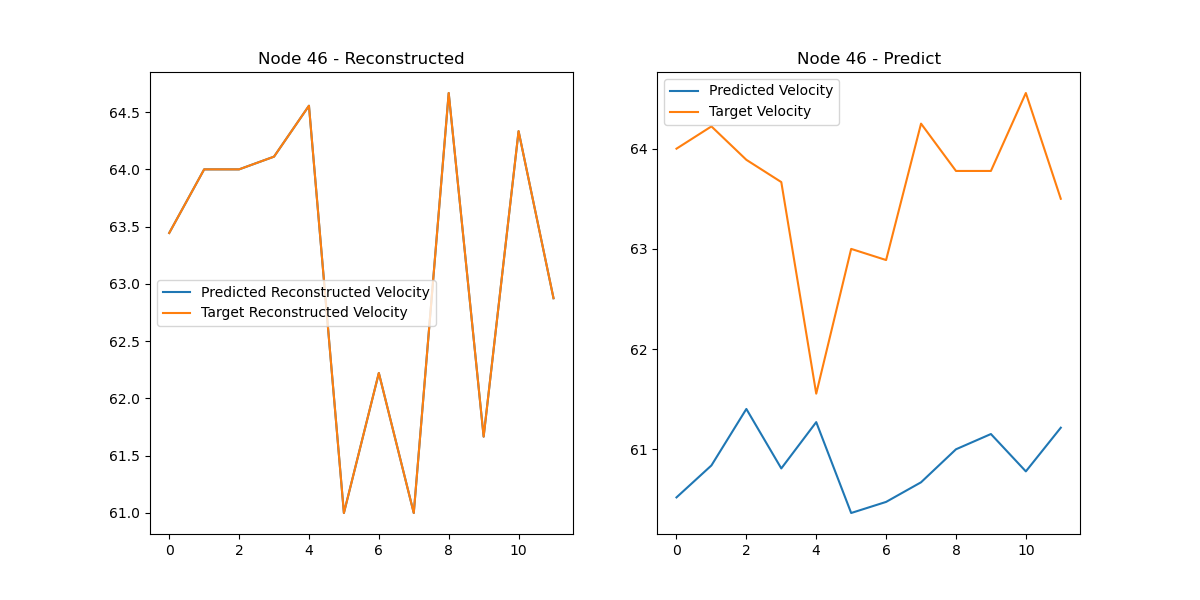 Node 46 - Reconstructed
64.5
64.0
63.5
63.0
62.5
62.0
61.5
61.0
Predicted Reconstructed Velocity
Target Reconstructed Velocity
0 2 4 6 8 10
Node 46 - Predict
Predicted Velocity
Target Velocity
64
63
62
61
0 2 4 6 8 10